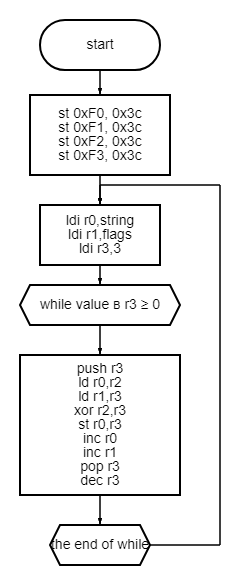 start
st 0xF0, 0x3c
st 0xF1, 0x3c
st 0xF2, 0x3c
st 0xF3, 0x3c
ldi r0,string
ldi r1,flags
ldi r3,3
while value в r3 ≥ 0
push r3
ld r0,r2
ld r1,r3
xor r2,r3
st r0,r3
inc r0
inc r1
pop r3
dec r3
the end of while